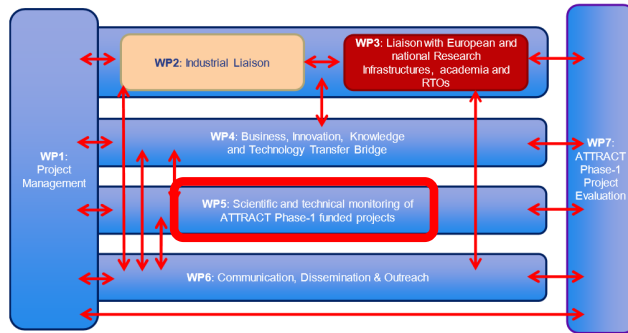 WP1:
Project
Management
WP2: Industrial Liaison
WP3: Liaison with European and
national Research
Infrastructures, academia and
RTOs
WP4: Business, Innovation, Knowledge
and Technology Transfer Bridge
WP5: Scientific and technical monitoring of
ATTRACT Phase-1 funded projects
WP6: Communication, Dissemination & Outreach
WP7:
ATTRACT
Phase-1
Project
Evaluation